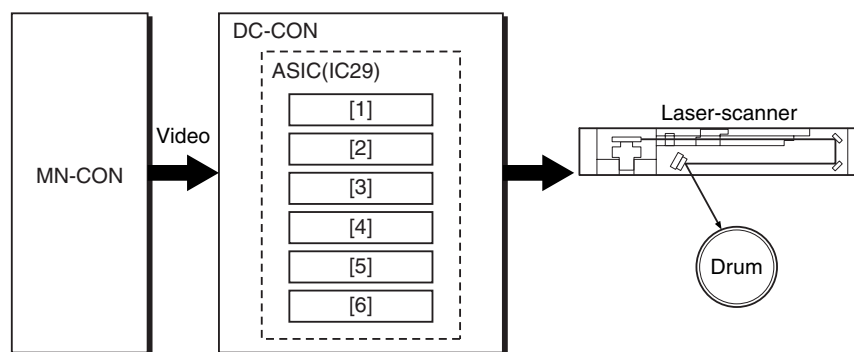 MN-CON
Video
DC-CON
ASIC(IC29)
[1]
[2]
[3]
[4]
[5]
[6]
Laser-scanner
Drum